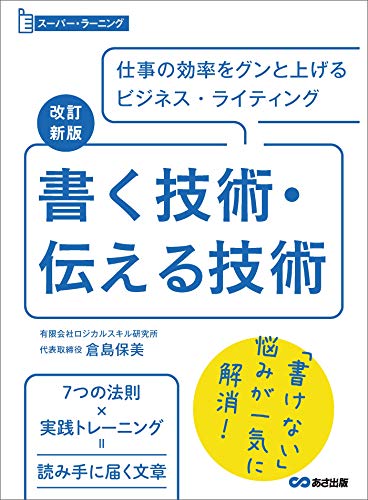 スーパー・ラーニング
仕事の効率をグンと上げる
ビジネス・ライティング
改訂
新版
書く技術・
伝える技術
有限会社ロジカルスキル研究所
代表取締役 倉島保美
「書けない」
悩みが一気に
解消!
7つの法則
×
実践トレーニング
=
読み手に届く文章
あさ出版